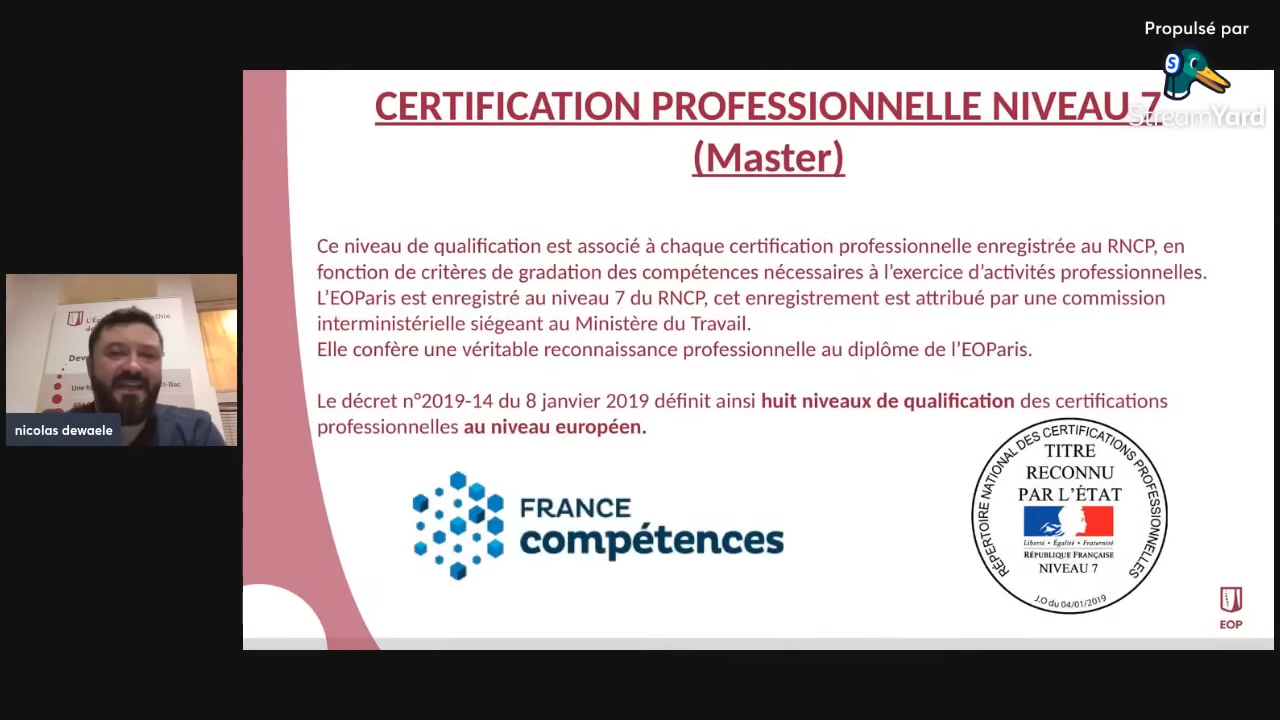 Propulsé par
StreamYard
CERTIFICATION PROFESSIONNELLE NIVEAU 7
(Master)
Ce niveau de qualification est associé à chaque certification professionnelle enregistrée au RNCP, en
fonction de critères de gradation des compétences nécessaires à l’exercice d’activités professionnelles.
L’EOParis est enregistré au niveau 7 du RNCP, cet enregistrement est attribué par une commission
interministérielle siégeant au Ministère du Travail.
Elle confère une véritable reconnaissance professionnelle au diplôme de l’EOParis.
Le décret n°2019-14 du 8 janvier 2019 définit ainsi huit niveaux de qualification des certifications
professionnelles au niveau européen.
FRANCE
compétences
RÉPERTOIRE NATIONAL DES CERTIFICATIONS PROFESSIONNELLES
TITRE
RECONNU
PAR L’ÉTAT
Liberté • Égalité • Fraternité
RÉPUBLIQUE FRANÇAISE
NIVEAU 7
J.O du 04/01/2019
EOP
nicolas dewaele